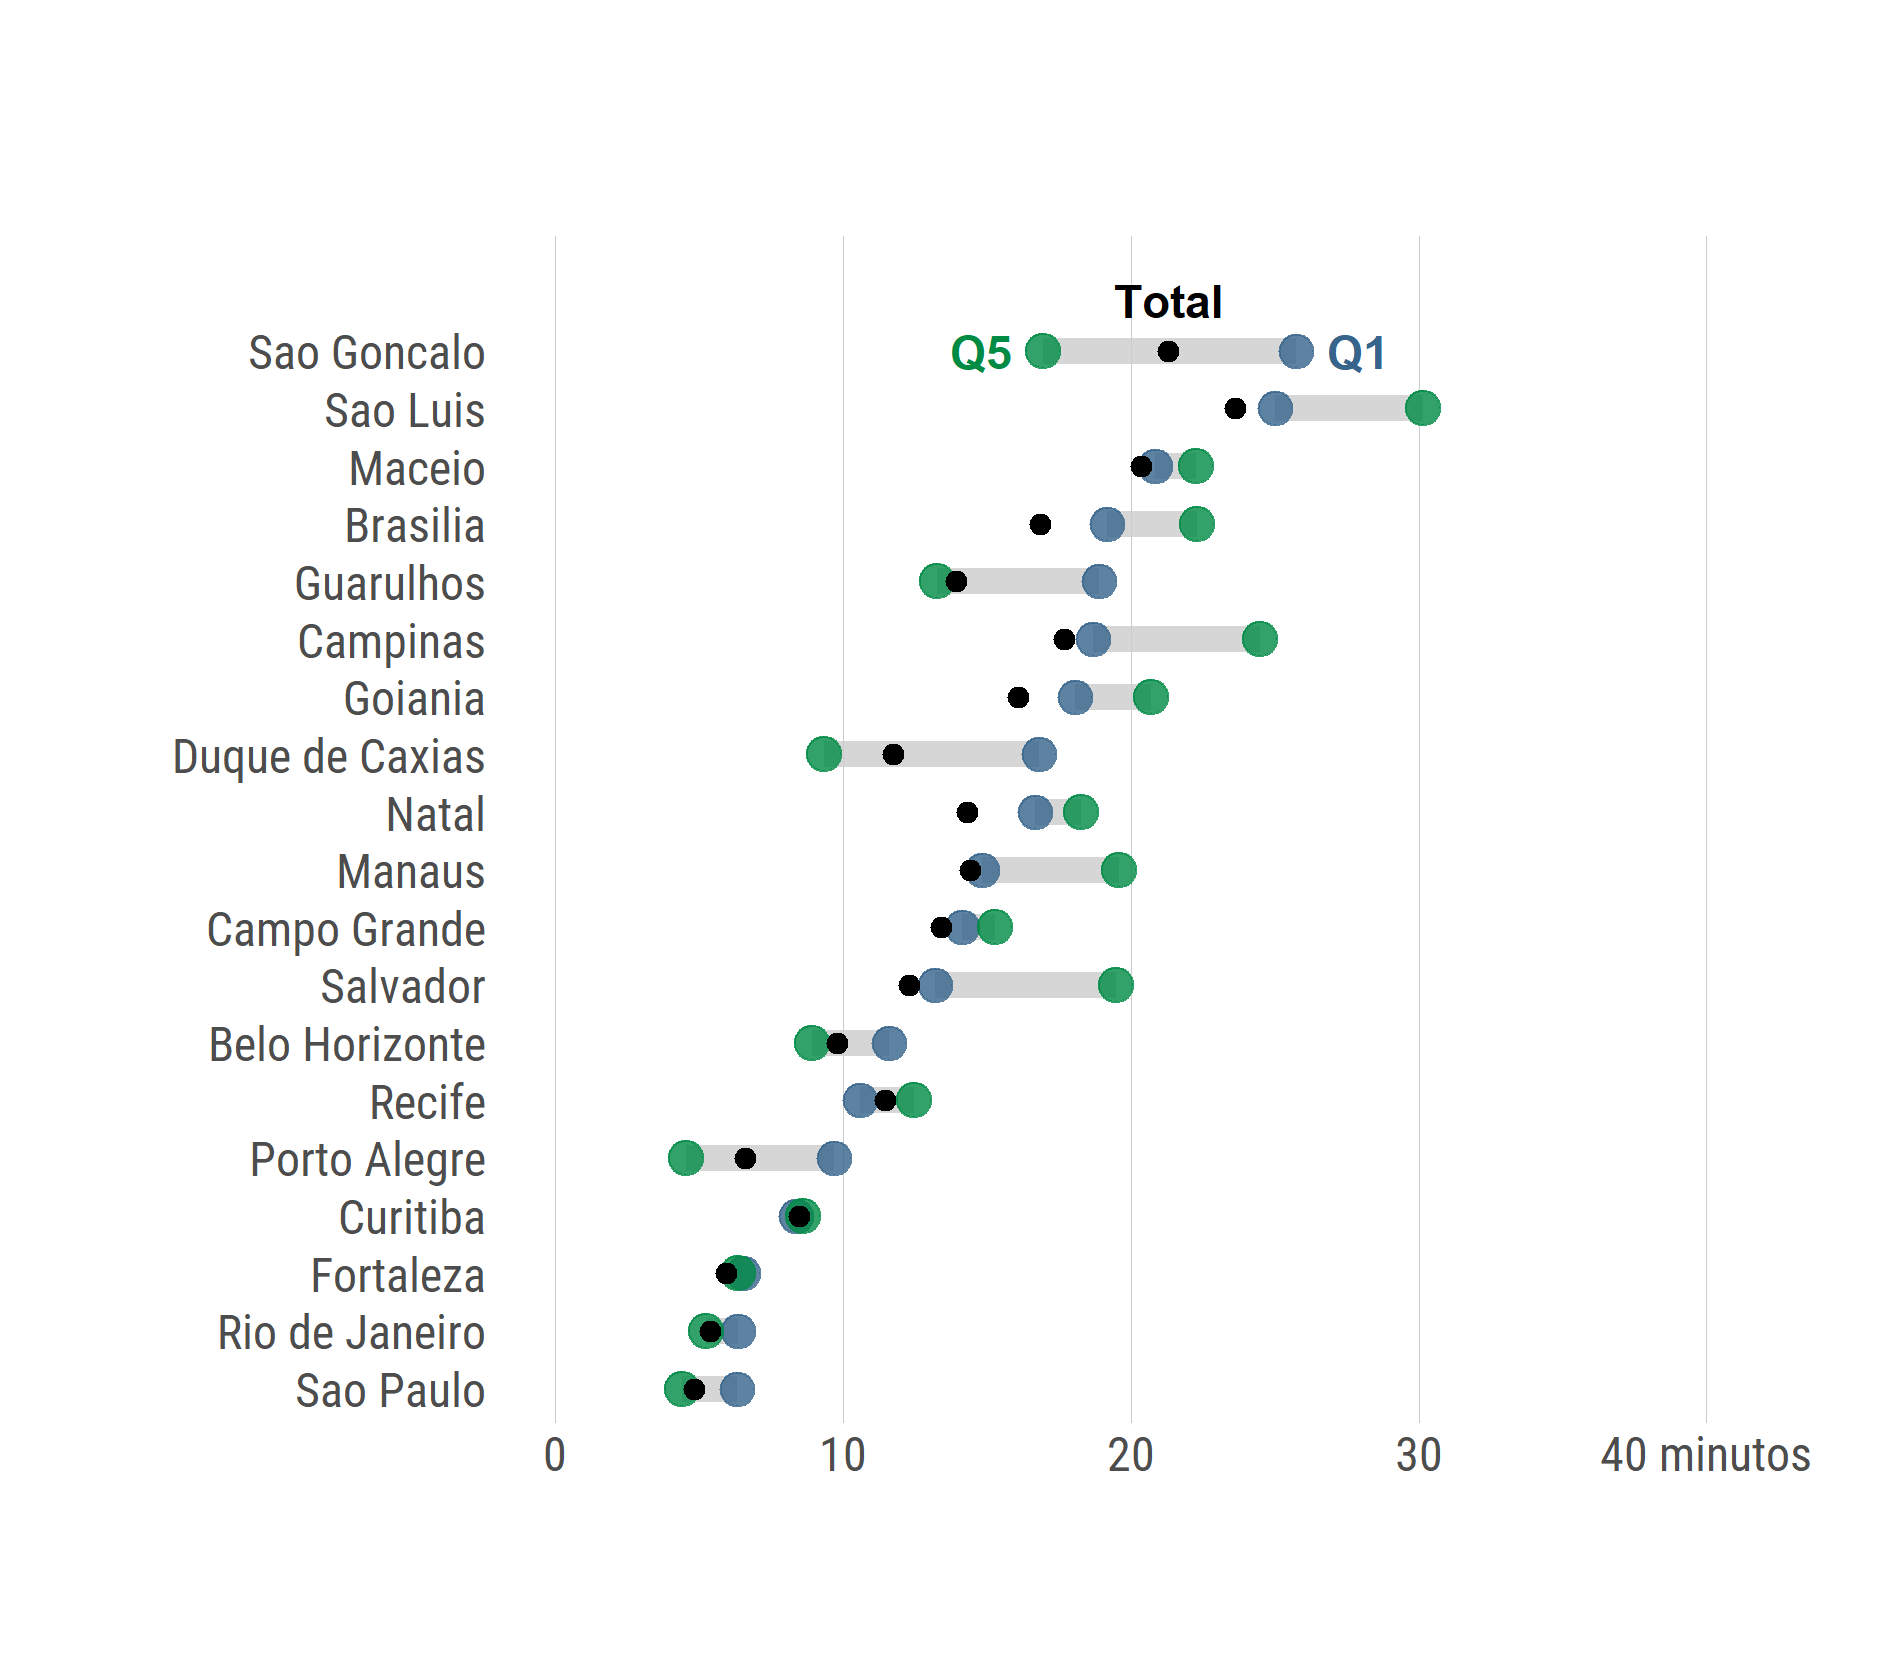 Total
Sao Goncalo Q5 Q1
Sao Luis
Maceio
Brasilia
Guarulhos
Campinas
Goiania
Duque de Caxias
Natal
Manaus
Campo Grande
Salvador
Belo Horizonte
Recife
Porto Alegre
Curitiba
Fortaleza
Rio de Janeiro
Sao Paulo
0 10 20 30 40 minutos